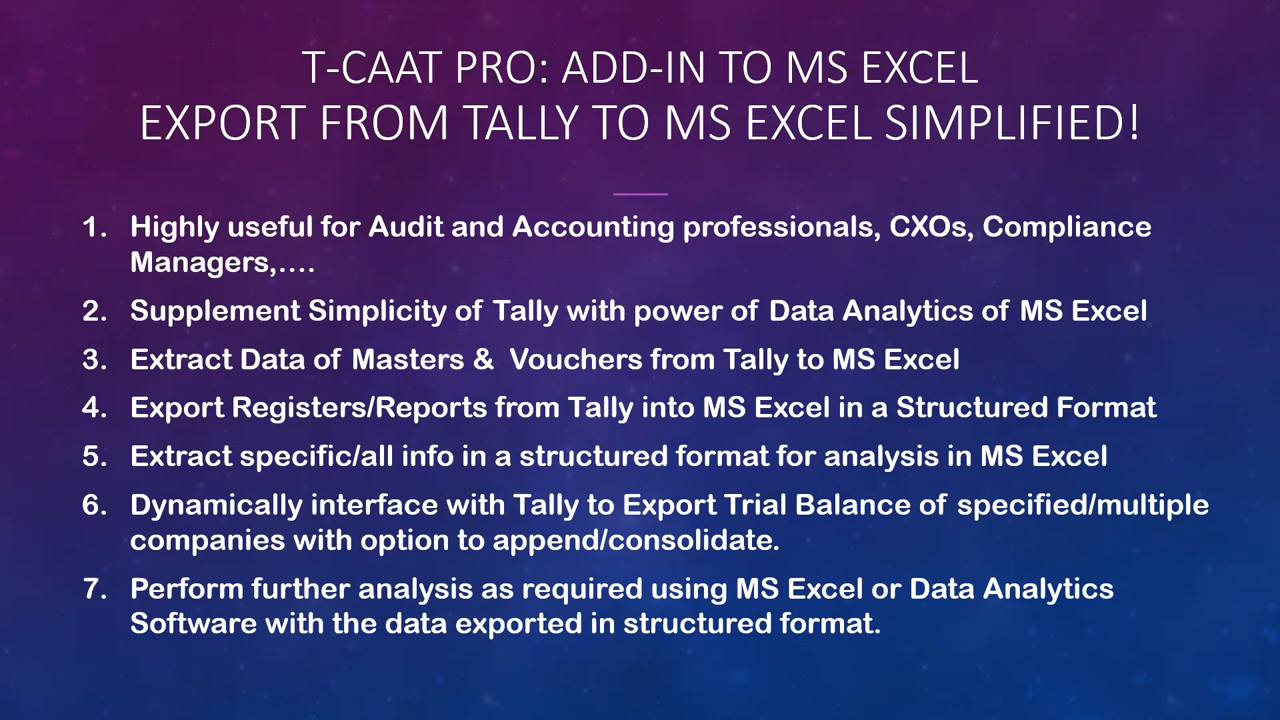 T-CAAT PRO: ADD-IN TO MS EXCEL
EXPORT FROM TALLY TO MS EXCEL SIMPLIFIED!
1. Highly useful for Audit and Accounting professionals, CXOs, Compliance
Managers,....
2. Supplement Simplicity of Tally with power of Data Analytics of MS Excel
3. Extract Data of Masters & Vouchers from Tally to MS Excel
4. Export Registers/Reports from Tally into MS Excel in a Structured Format
5. Extract specific/all info in a structured format for analysis in MS Excel
6. Dynamically interface with Tally to Export Trial Balance of specified/multiple
companies with option to append/consolidate.
7. Perform further analysis as required using MS Excel or Data Analytics
Software with the data exported in structured format.